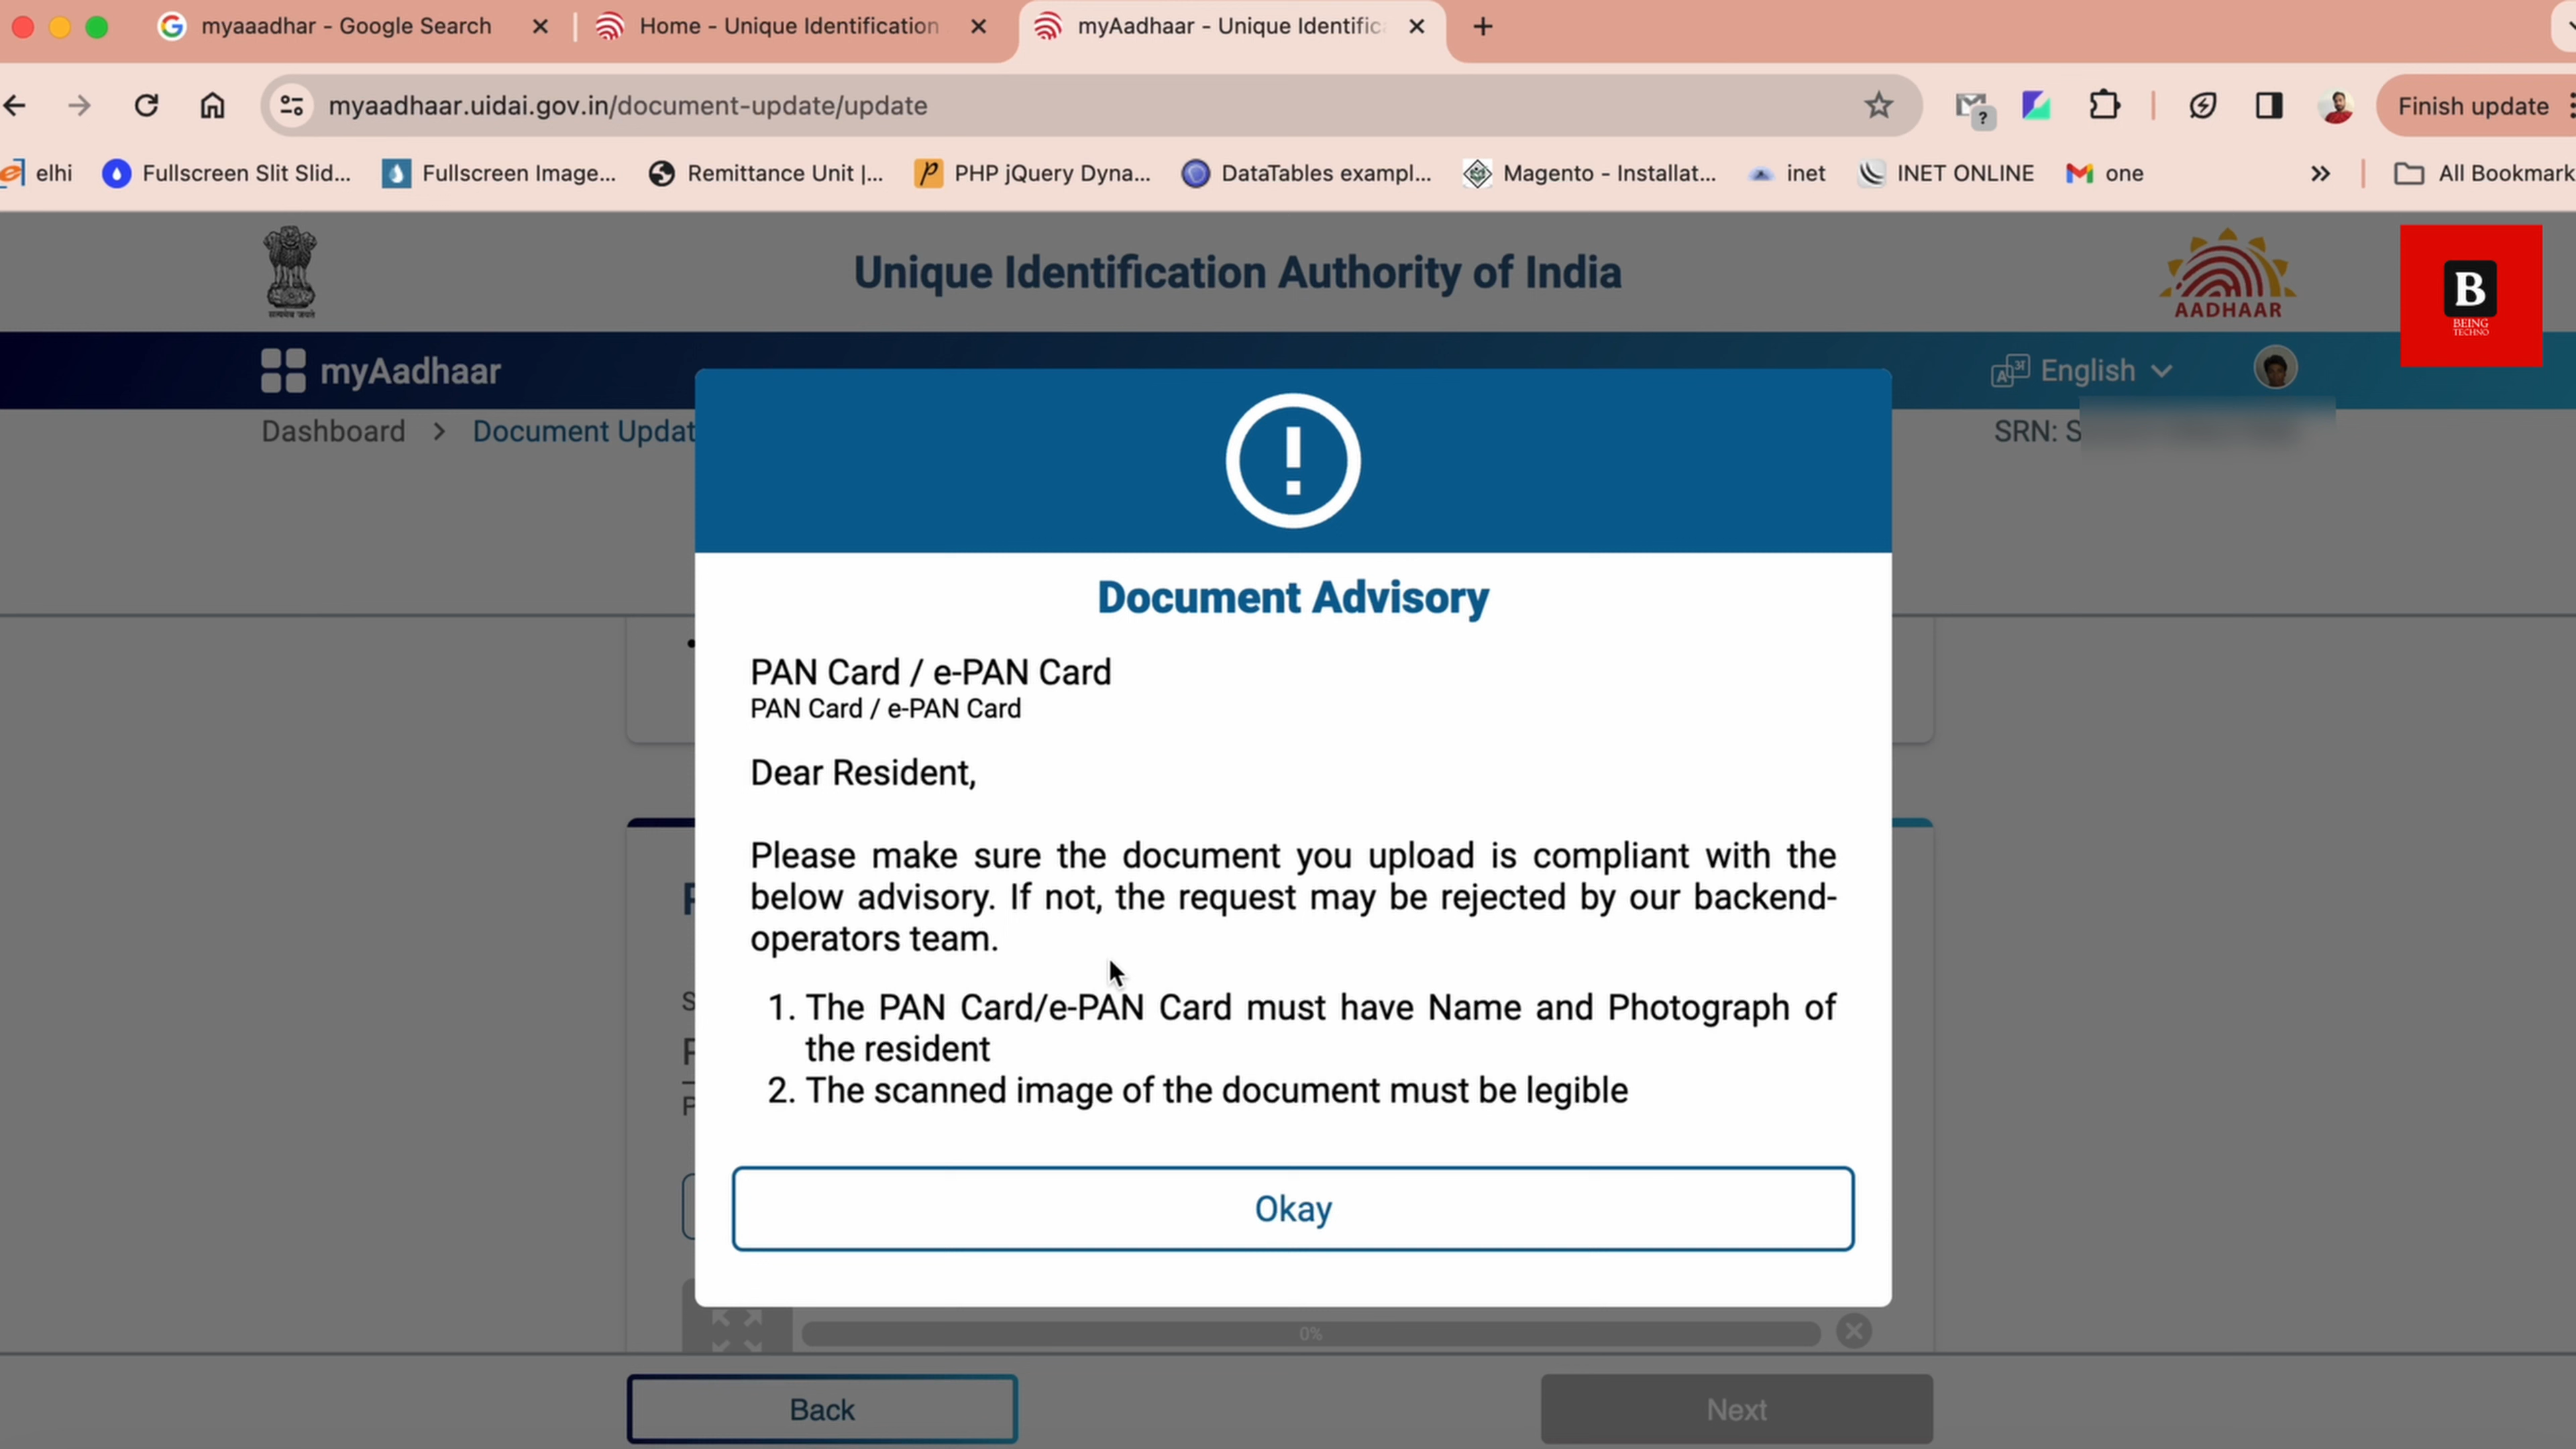 myaaadhar - Google Search
Home - Unique Identification
myAadhaar - Unique Identific
myaadhaar.uidai.gov.in/document-update/update
Finish update
elhi
Fullscreen Slit Slid...
Fullscreen Image...
Remittance Unit |...
PHP jQuery Dyna...
DataTables exampl...
Magento - Installat...
inet
INET ONLINE
one
All Bookmark
सत्यमेव जयते
Unique Identification Authority of India
AADHAAR
B
BEING
TECHNO
myAadhaar
English
Dashboard > Document Updat
SRN: S
Document Advisory
PAN Card / e-PAN Card
PAN Card / e-PAN Card
Dear Resident,
Please make sure the document you upload is compliant with the
below advisory. If not, the request may be rejected by our backend-
operators team.
1. The PAN Card/e-PAN Card must have Name and Photograph of
the resident
2. The scanned image of the document must be legible
Okay
0%
Back
Next